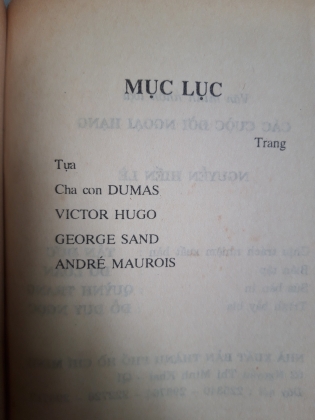 MỤC LỤC
Trang
Tựa
Cha con DUMAS
VICTOR HUGO
GEORGE SAND
ANDRÉ MAUROIS